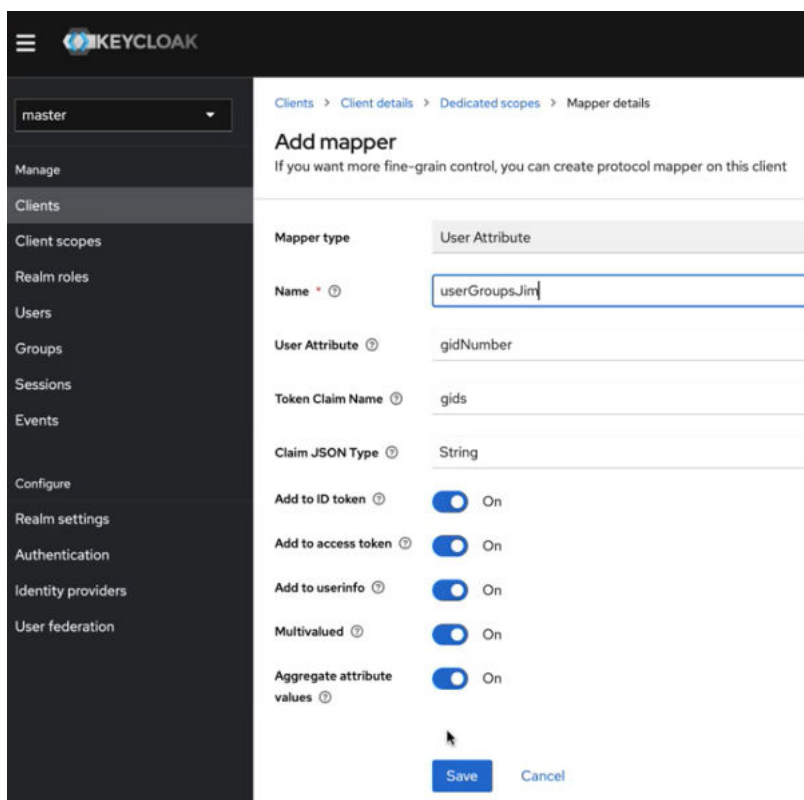 KEYCLOAK
master
Manage
Clients
Client scopes
Realm roles
Users
Groups
Sessions
Events
Configure
Realm settings
Authentication
Identity providers
User federation
Clients > Client details > Dedicated scopes > Mapper details
Add mapper
If you want more fine-grain control, you can create protocol mapper on this client
Mapper type User Attribute
Name * userGroupsJim
User Attribute gidNumber
Token Claim Name gids
Claim JSON Type String
Add to ID token On
Add to access token On
Add to userinfo On
Multivalued On
Aggregate attribute
values On
Save Cancel